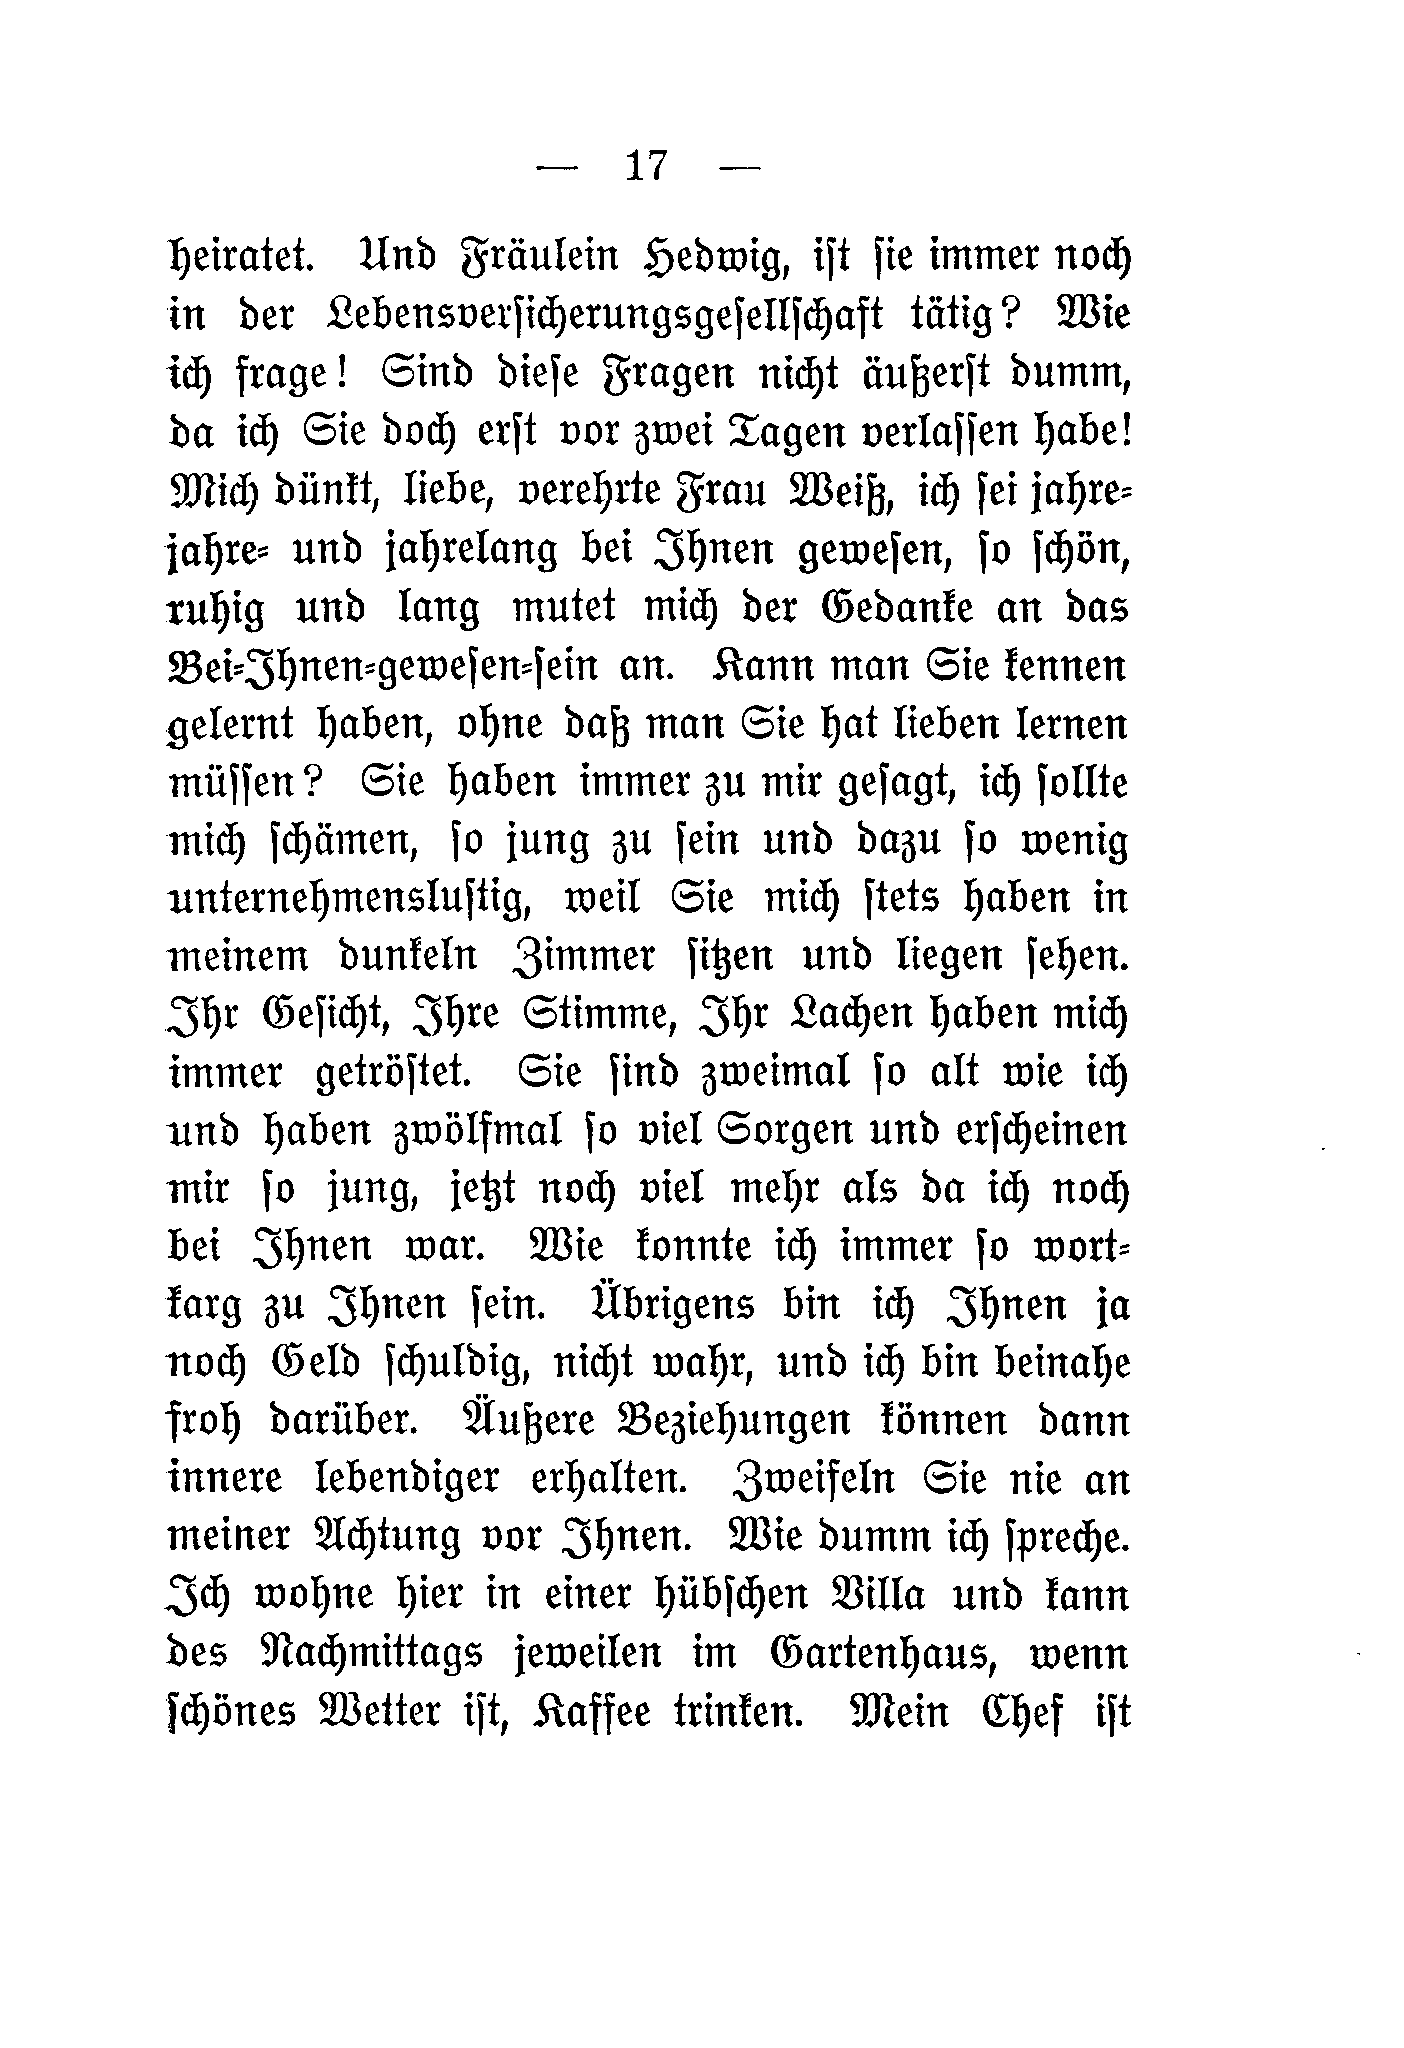 — 17 —
heiratet. Und Fräulein Hedwig, iſt ſie immer noch
in der Lebensverſicherungsgeſellſchaft tätig? Wie
ich frage! Sind dieſe Fragen nicht äußerſt dumm,
da ich Sie doch erſt vor zwei Tagen verlaſſen habe!
Mich dünkt, liebe, verehrte Frau Weiß, ich ſei jahre-
jahre- und jahrelang bei Ihnen geweſen, ſo ſchön,
ruhig und lang mutet mich der Gedanke an das
Bei-Ihnen-geweſen-ſein an. Kann man Sie kennen
gelernt haben, ohne daß man Sie hat lieben lernen
müſſen? Sie haben immer zu mir geſagt, ich ſollte
mich ſchämen, ſo jung zu ſein und dazu ſo wenig
unternehmensluſtig, weil Sie mich ſtets haben in
meinem dunkeln Zimmer ſitzen und liegen ſehen.
Ihr Geſicht, Ihre Stimme, Ihr Lachen haben mich
immer getröſtet. Sie ſind zweimal ſo alt wie ich
und haben zwölfmal ſo viel Sorgen und erſcheinen
mir ſo jung, jetzt noch viel mehr als da ich noch
bei Ihnen war. Wie konnte ich immer ſo wort-
karg zu Ihnen ſein. Übrigens bin ich Ihnen ja
noch Geld ſchuldig, nicht wahr, und ich bin beinahe
froh darüber. Äußere Beziehungen können dann
innere lebendiger erhalten. Zweifeln Sie nie an
meiner Achtung vor Ihnen. Wie dumm ich ſpreche.
Ich wohne hier in einer hübſchen Villa und kann
des Nachmittags jeweilen im Gartenhaus, wenn
ſchönes Wetter iſt, Kaffee trinken. Mein Chef iſt